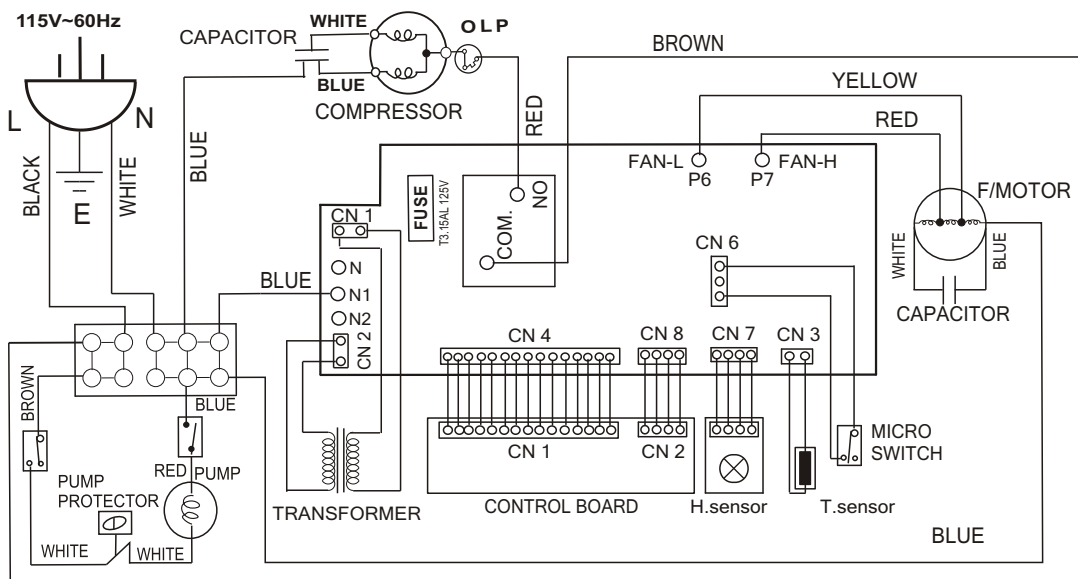 115V~60Hz
L
N
E
BLACK
WHITE
BLUE
CAPACITOR
WHITE
BLUE
COMPRESSOR
OLP
RED
BROWN
YELLOW
RED
FAN-L
P6
P7
FAN-H
F/MOTOR
WHITE
BLUE
CAPACITOR
FUSE
T3.15AL 125V
COM.
NO
CN 1
N
N1
N2
CN 2
BLUE
CN 6
CN 4
CN 8
CN 7
CN 3
CN 1
CN 2
CONTROL BOARD
H.sensor
T.sensor
MICRO
SWITCH
TRANSFORMER
BROWN
BLUE
RED
PUMP
PUMP
PROTECTOR
WHITE
WHITE
BLUE